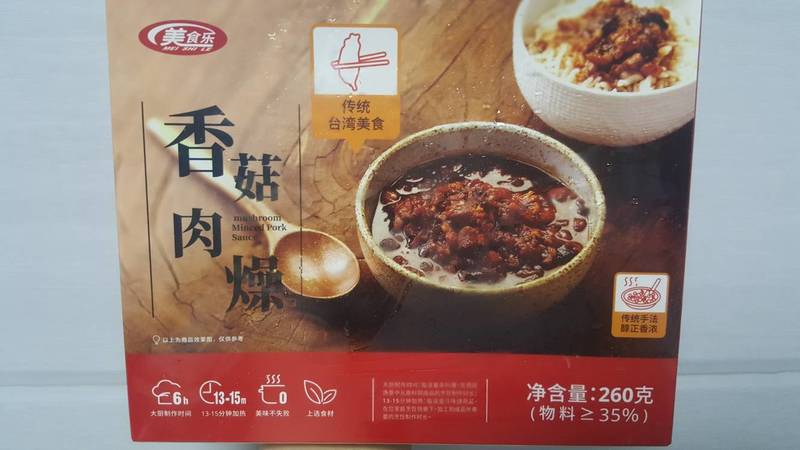 美食乐
MEI SHI LE
传统
台湾美食
香菇肉燥
mushroom
Minced Pork
Sauce
传统手法
醇正香浓
以上为商品效果图，仅供参考
6h
大厨制作时间
13-15m
13-15分钟加热
0
美味不失败
上选食材
净含量：260克
(物料≥35%)